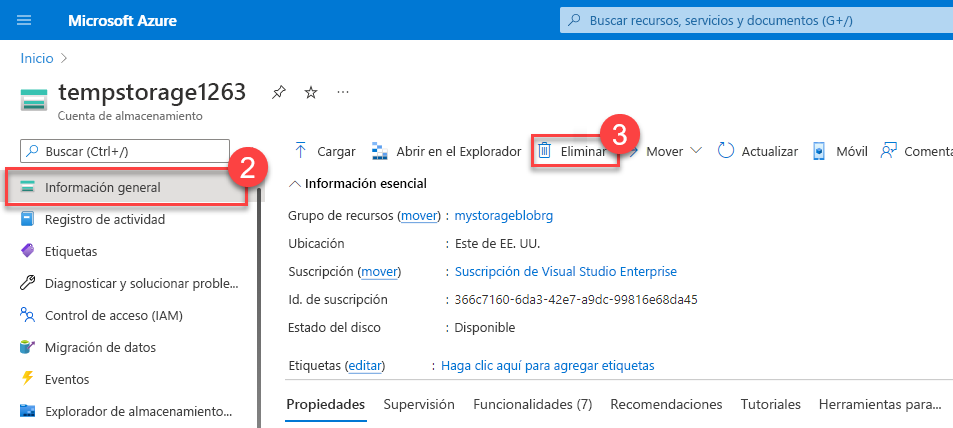 Microsoft Azure
Buscar recursos, servicios y documentos (G+/)
Inicio
tempstorage1263
Cuenta de almacenamiento
Buscar (Ctrl+/)
2
Información general
Registro de actividad
Etiquetas
Diagnosticar y solucionar proble...
Control de acceso (IAM)
Migración de datos
Eventos
Explorador de almacenamiento...
Cargar
Abrir en el Explorador
Eliminar
3
Mover
Actualizar
Móvil
Comenta
Información esencial
Grupo de recursos (mover) : mystorageblobrg
Ubicación : Este de EE. UU.
Suscripción (mover) : Suscripción de Visual Studio Enterprise
Id. de suscripción : 366c7160-6da3-42e7-a9dc-99816e68da45
Estado del disco : Disponible
Etiquetas (editar) : Haga clic aquí para agregar etiquetas
Propiedades Supervisión Funcionalidades (7) Recomendaciones Tutoriales Herramientas para...